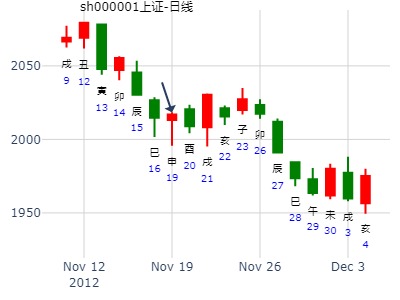 sh000001上证-日线
2050
2000
1950
戌
9
丑
12
寅
13
卯
14
辰
15
巳
16
申
19
酉
20
戌
21
亥
22
子
23
卯
26
辰
27
巳
28
午
29
未
30
戌
3
亥
4
Nov 12
2012
Nov 19
Nov 26
Dec 3